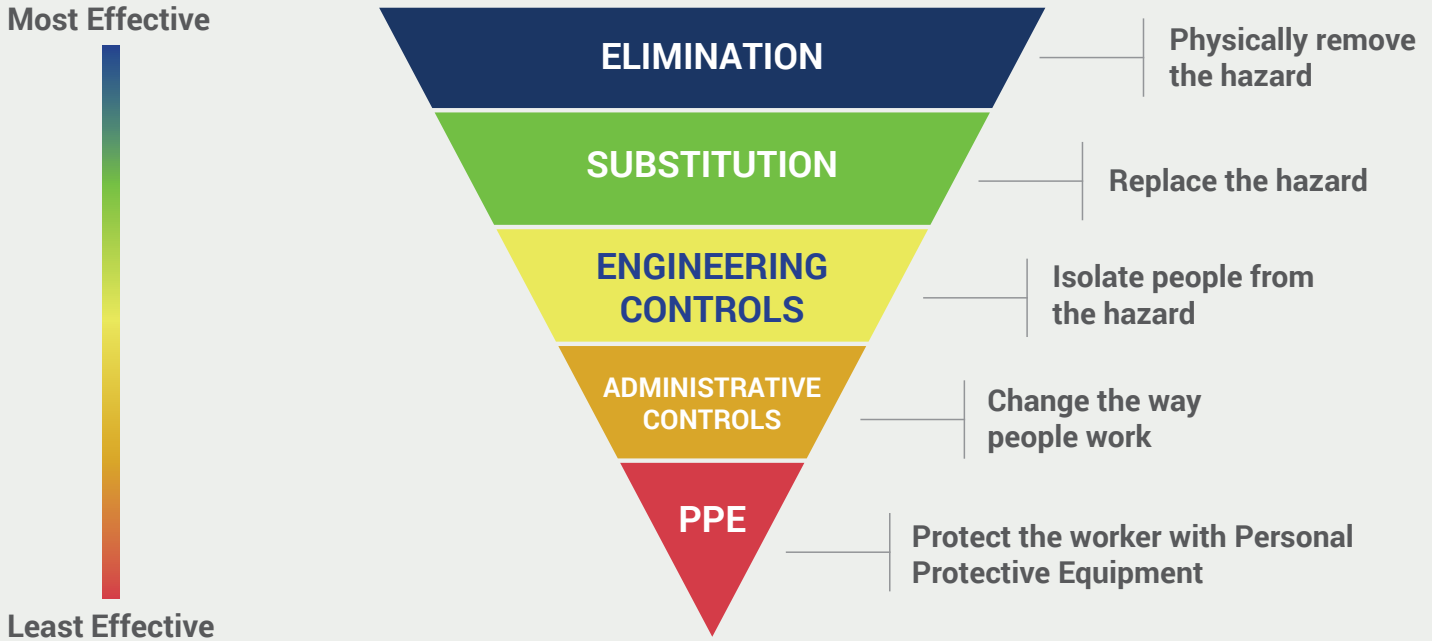 Most Effective
ELIMINATION
Physically remove
the hazard
SUBSTITUTION
Replace the hazard
ENGINEERING
CONTROLS
Isolate people from
the hazard
ADMINISTRATIVE
CONTROLS
Change the way
people work
PPE
Protect the worker with Personal
Protective Equipment
Least Effective